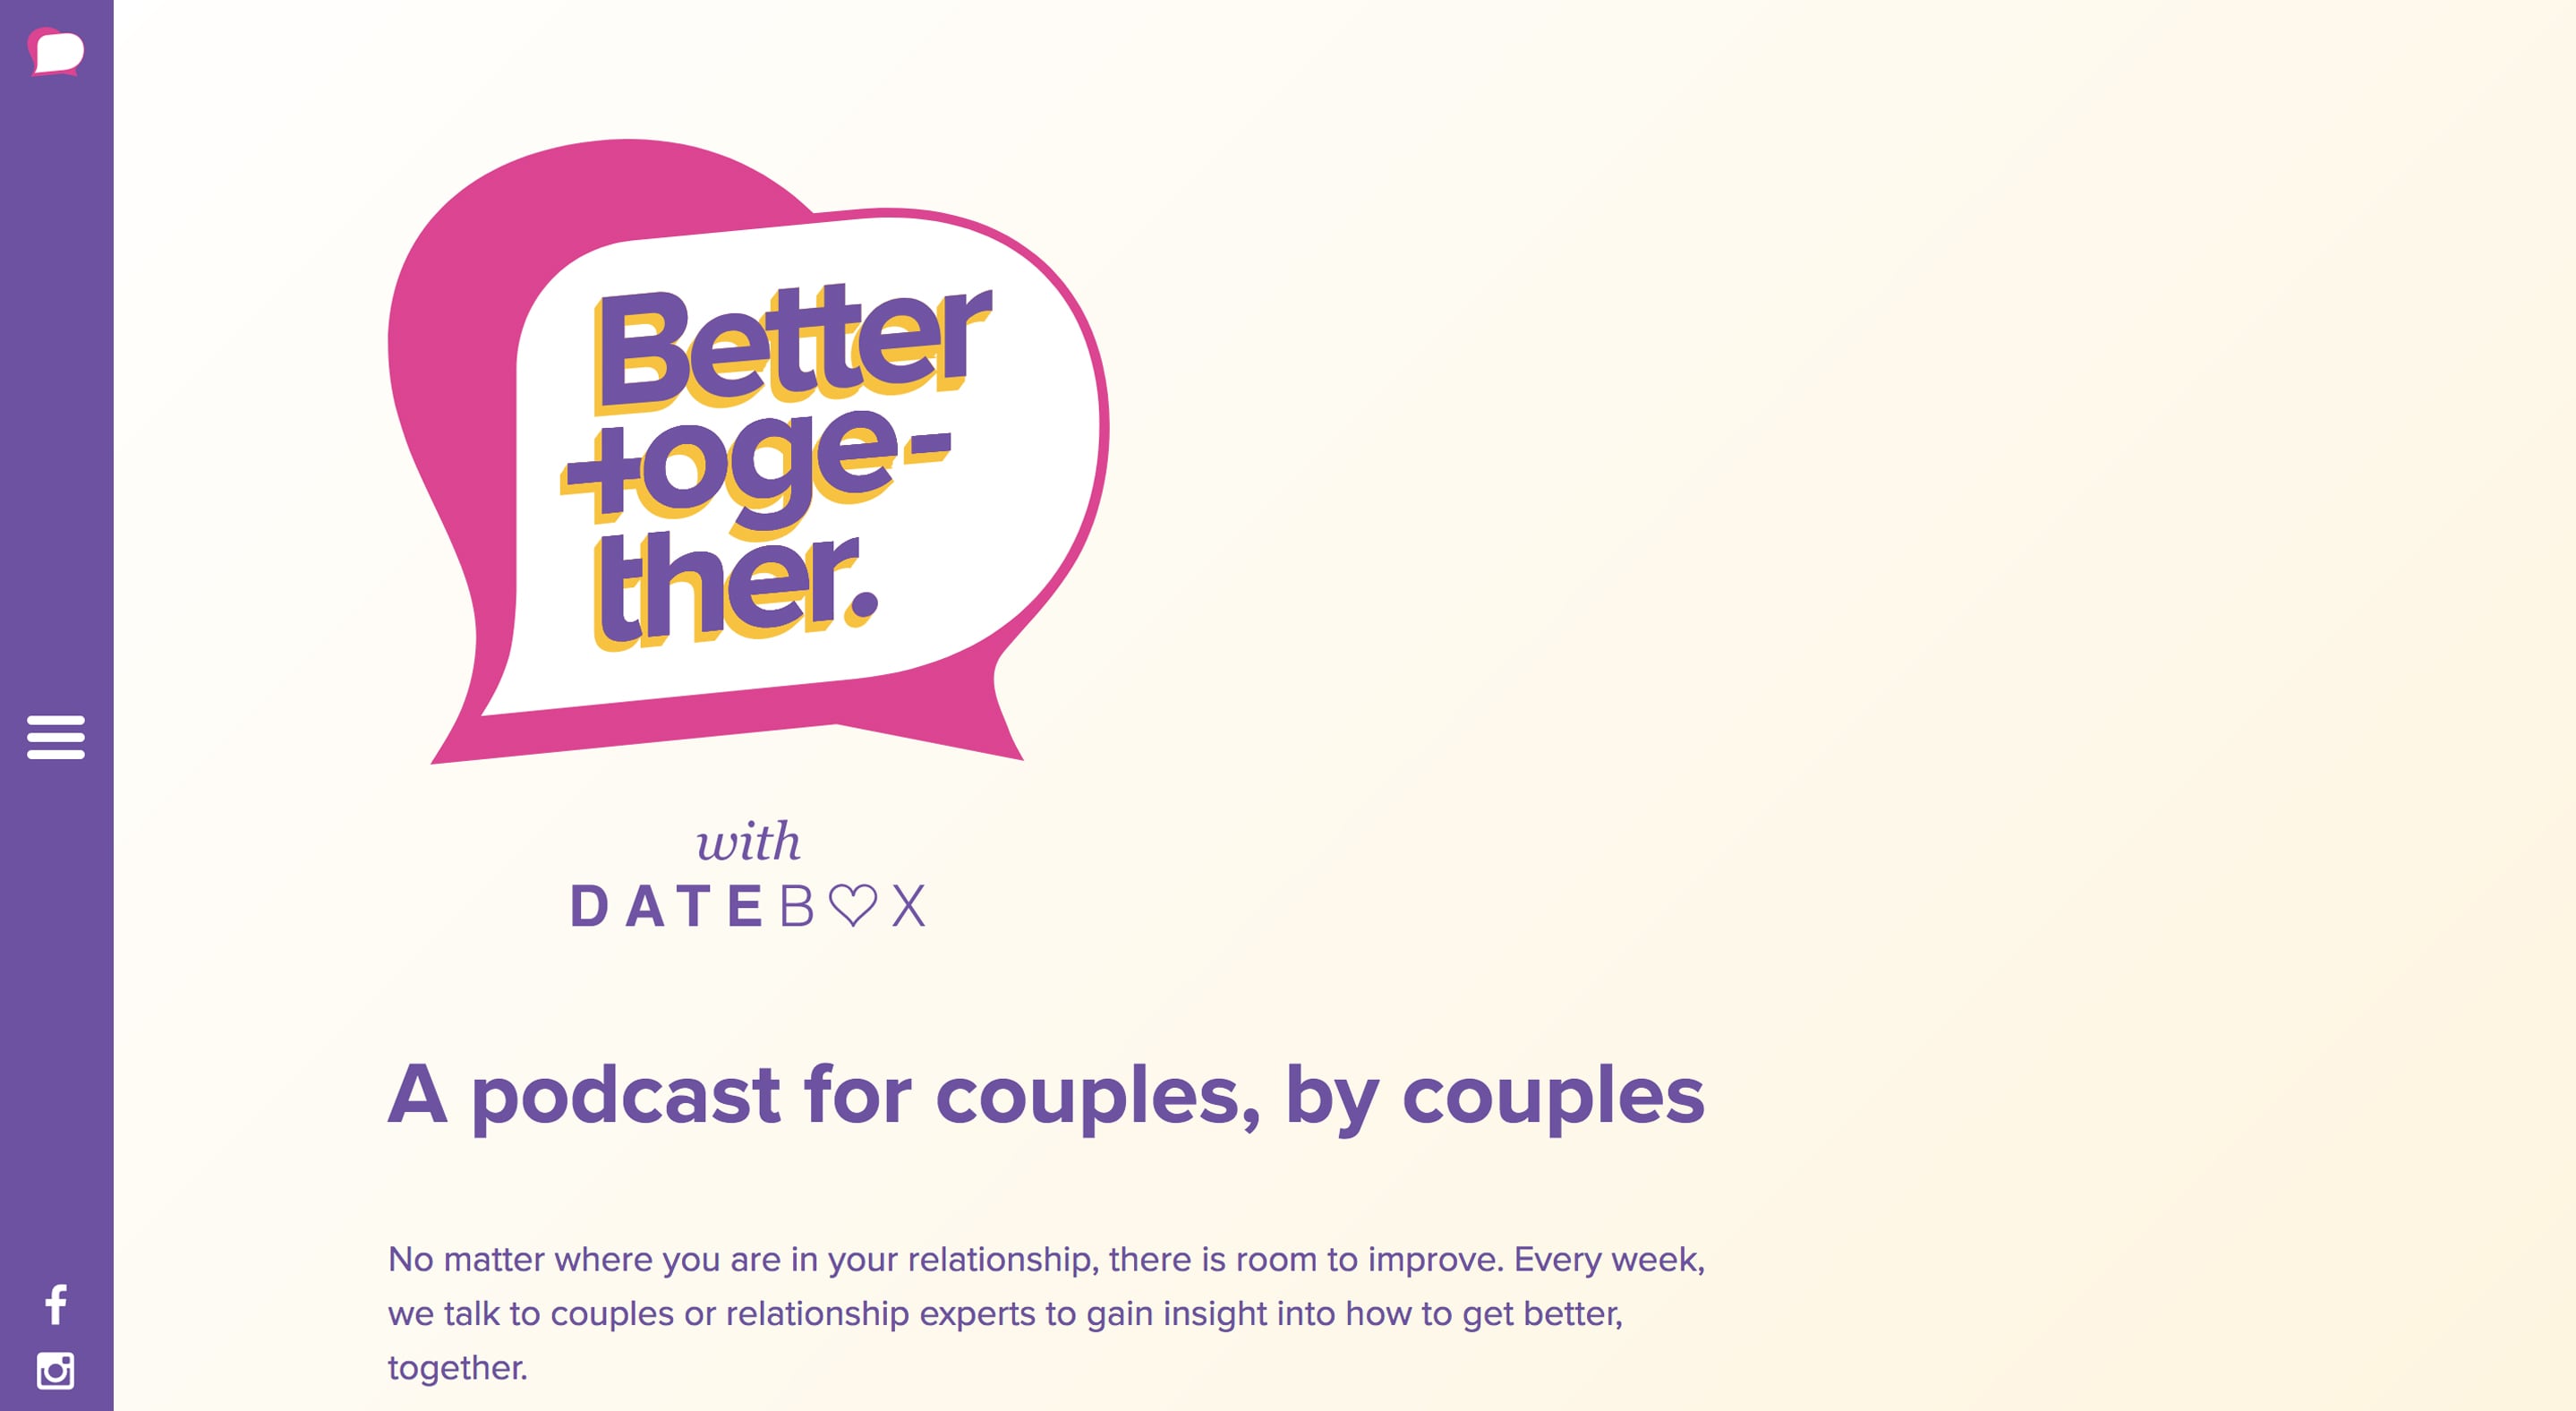 Better
toge-
ther.
with
DATEB♡X
A podcast for couples, by couples
No matter where you are in your relationship, there is room to improve. Every week,
we talk to couples or relationship experts to gain insight into how to get better,
together.